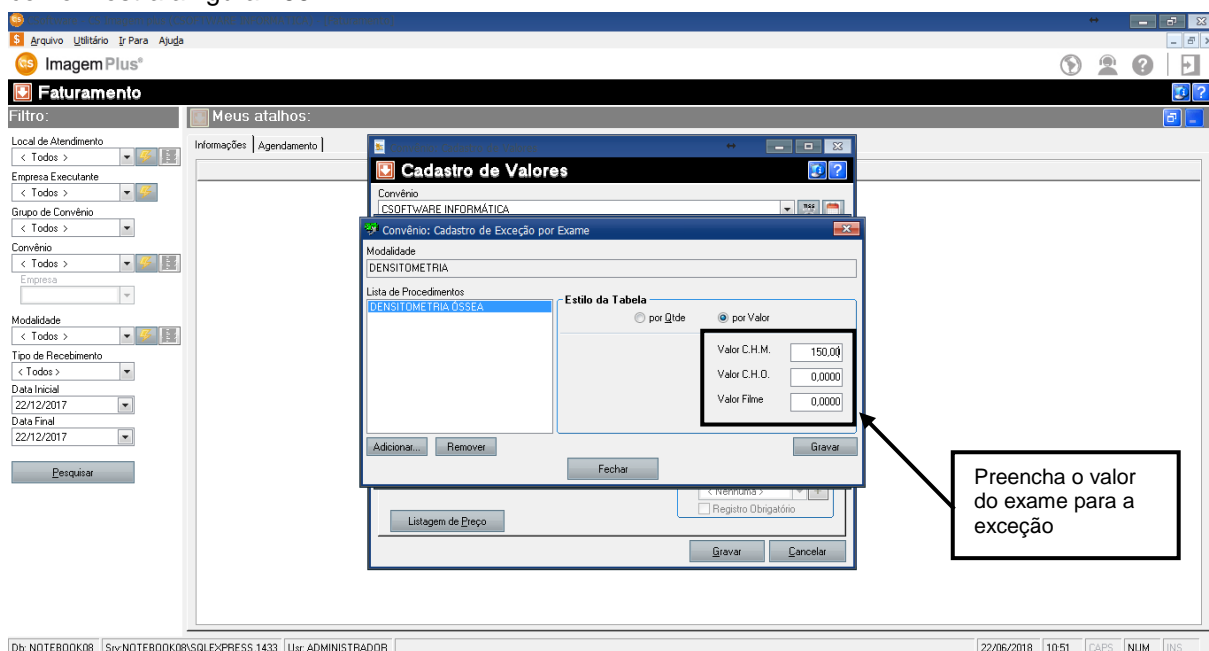 Arquivo Utilitário Ir Para Ajuda
ImagemPlus®
Faturamento
Filtro:
Meus atalhos:
Local de Atendimento
< Todos >
Empresa Executante
< Todos >
Grupo de Convênio
< Todos >
Convênio
< Todos >
Empresa
Modalidade
< Todos >
Tipo de Recebimento
< Todos >
Data Inicial
22/12/2017
Data Final
22/12/2017
Pesquisar
Informações Agendamento
Cadastro de Valores
Convênio
CSOFTWARE INFORMÁTICA
Convênio: Cadastro de Exceção por Exame
Modalidade
DENSITOMETRIA
Lista de Procedimentos
DENSITOMETRIA ÓSSEA
Estilo da Tabela
por Qtde por Valor
Valor C.H.M. 150,00
Valor C.H.O. 0,0000
Valor Filme 0,0000
Adicionar... Remover Gravar
Fechar
< Nenhuma >
Registro Obrigatório
Listagem de Preço
Gravar Cancelar
Preencha o valor
do exame para a
exceção
Db: NOTEBOOK08 Srv:NOTEBOOK08\SQLEXPRESS,1433 Usr: ADMINISTRADOR 22/06/2018 10:51 CAPS NUM INS